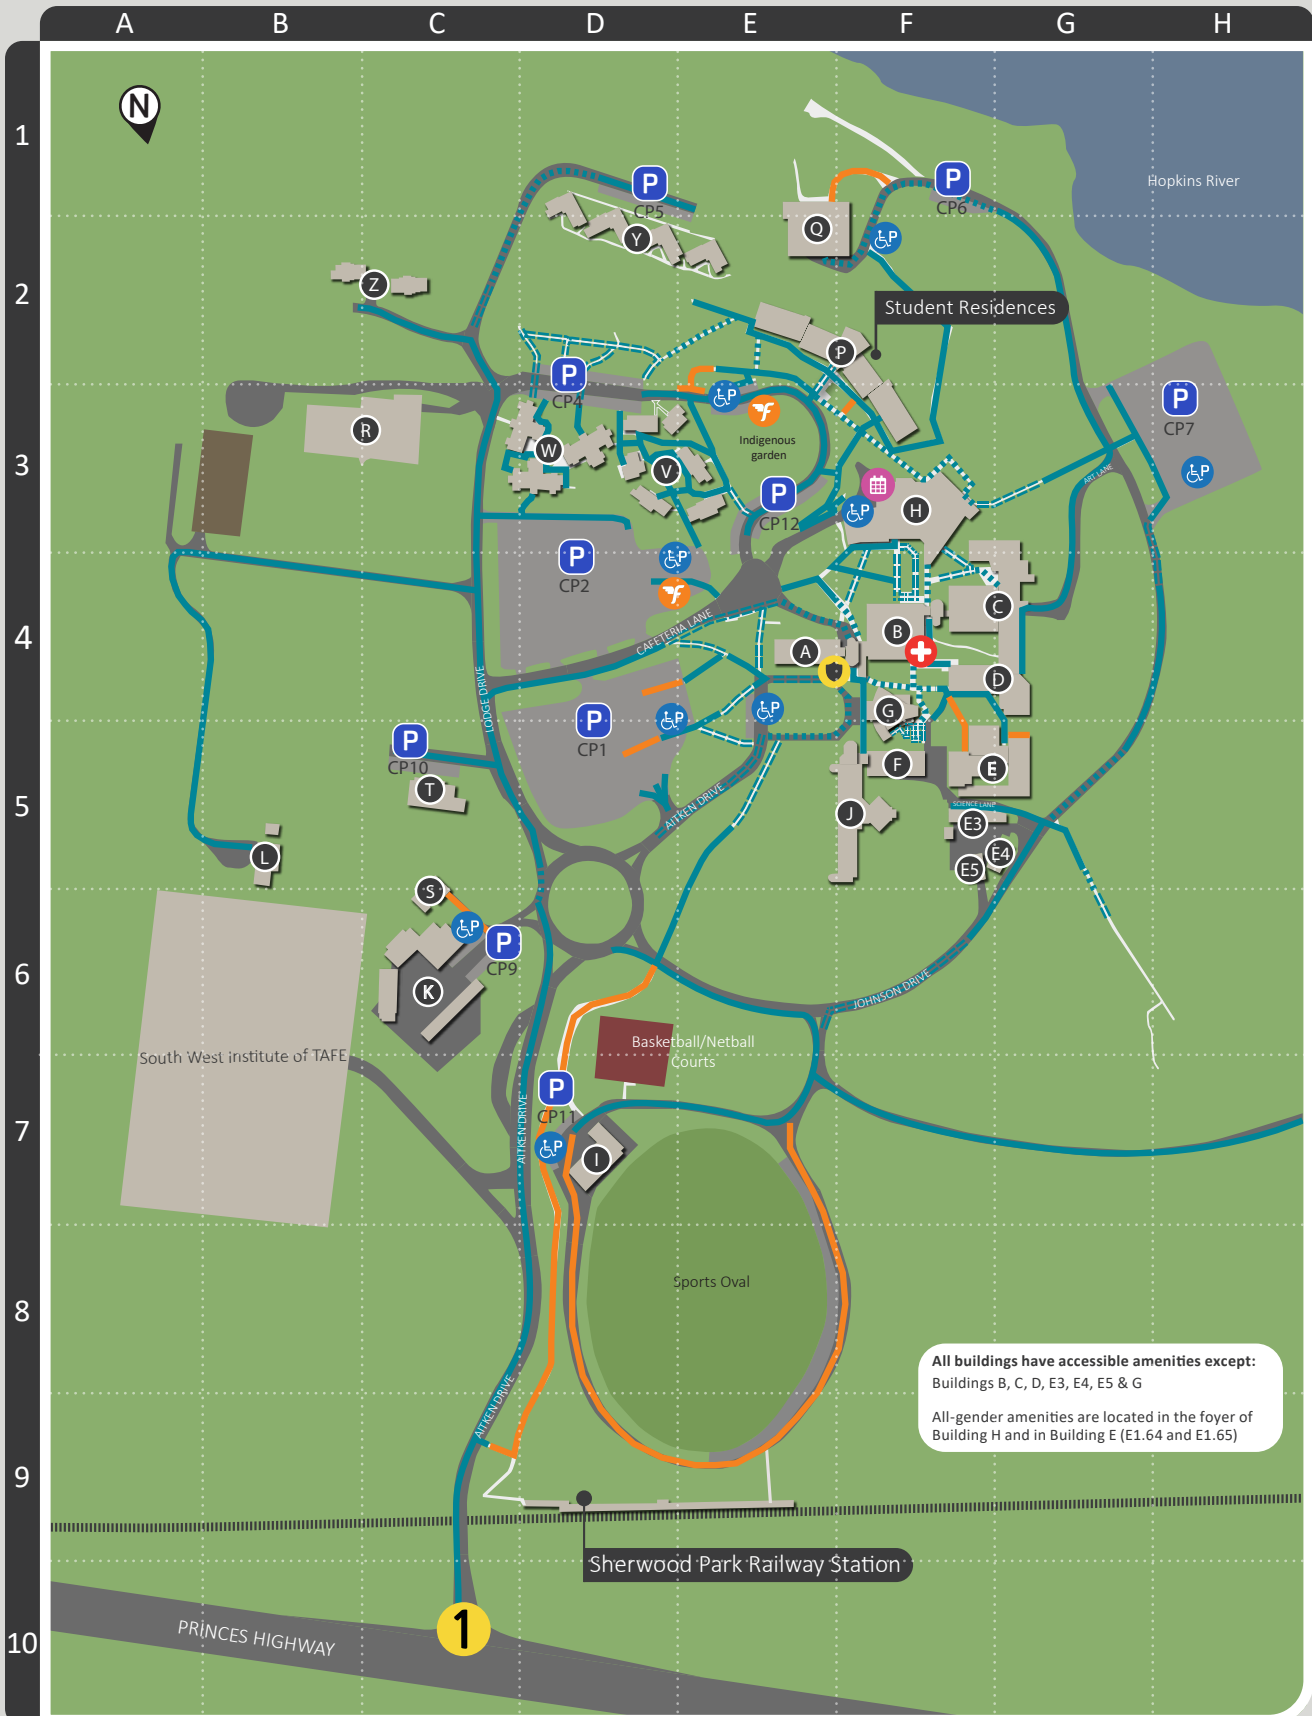 A B C D E F G H
1
2
3
4
5
6
7
8
9
10
N
Hopkins River
P
CP5
P
CP6
Y
Q
P
Z
Student Residences
P
P
CP4
P
CP7
P
R
Indigenous
garden
W
V
P
CP12
H
P
P
ART LANE
P
CP2
P
C
B
CAFETERIA LANE
A
D
LODGE DRIVE
G
P
CP1
P
P
P
CP10
T
F
E
J
SCIENCE LANE
AITKEN DRIVE
E3
E4
E5
L
S
P
P
CP9
K
JOHNSON DRIVE
South West Institute of TAFE
Basketball/Netball
Courts
P
CP11
AITKEN DRIVE
P
I
Sports Oval
All buildings have accessible amenities except:
Buildings B, C, D, E3, E4, E5 & G
All-gender amenities are located in the foyer of
Building H and in Building E (E1.64 and E1.65)
AITKEN DRIVE
Sherwood Park Railway Station
1
PRINCES HIGHWAY